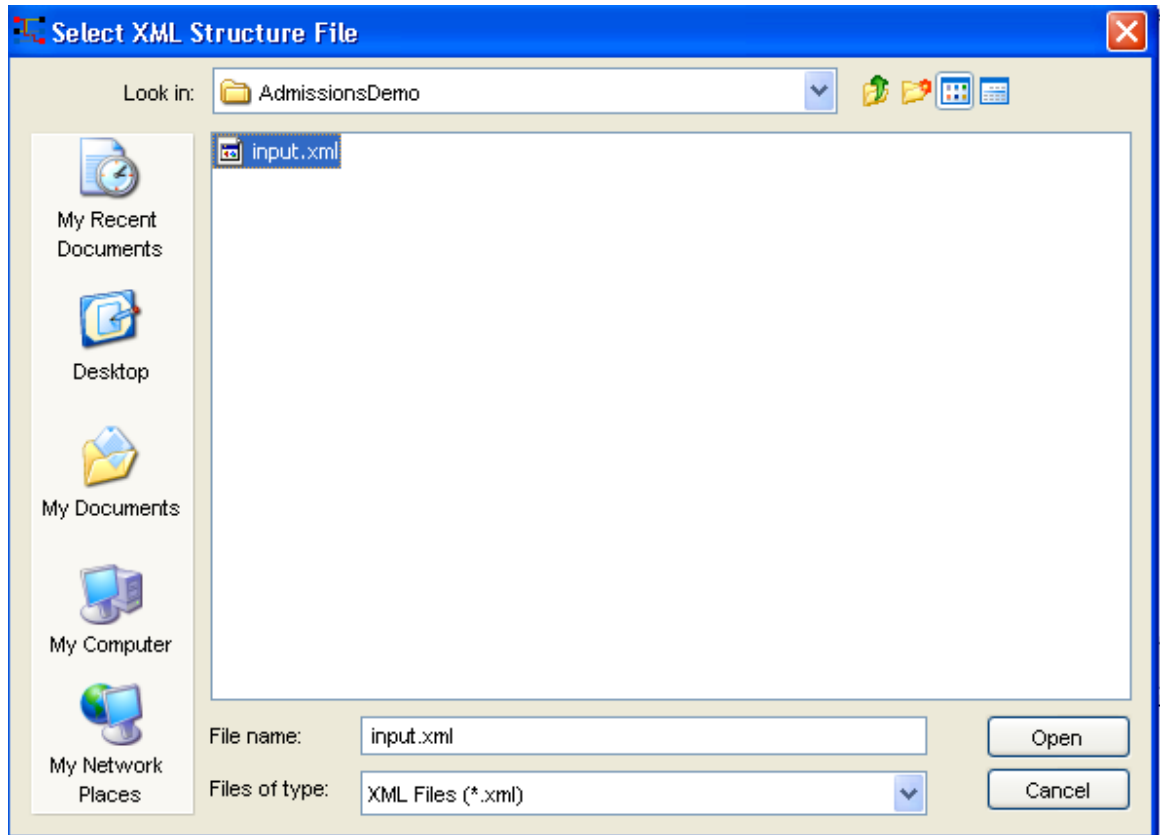 Select XML Structure File
Look in: AdmissionsDemo
input.xml
My Recent
Documents
Desktop
My Documents
My Computer
My Network
Places
File name: input.xml Open
Files of type: XML Files (*.xml) Cancel